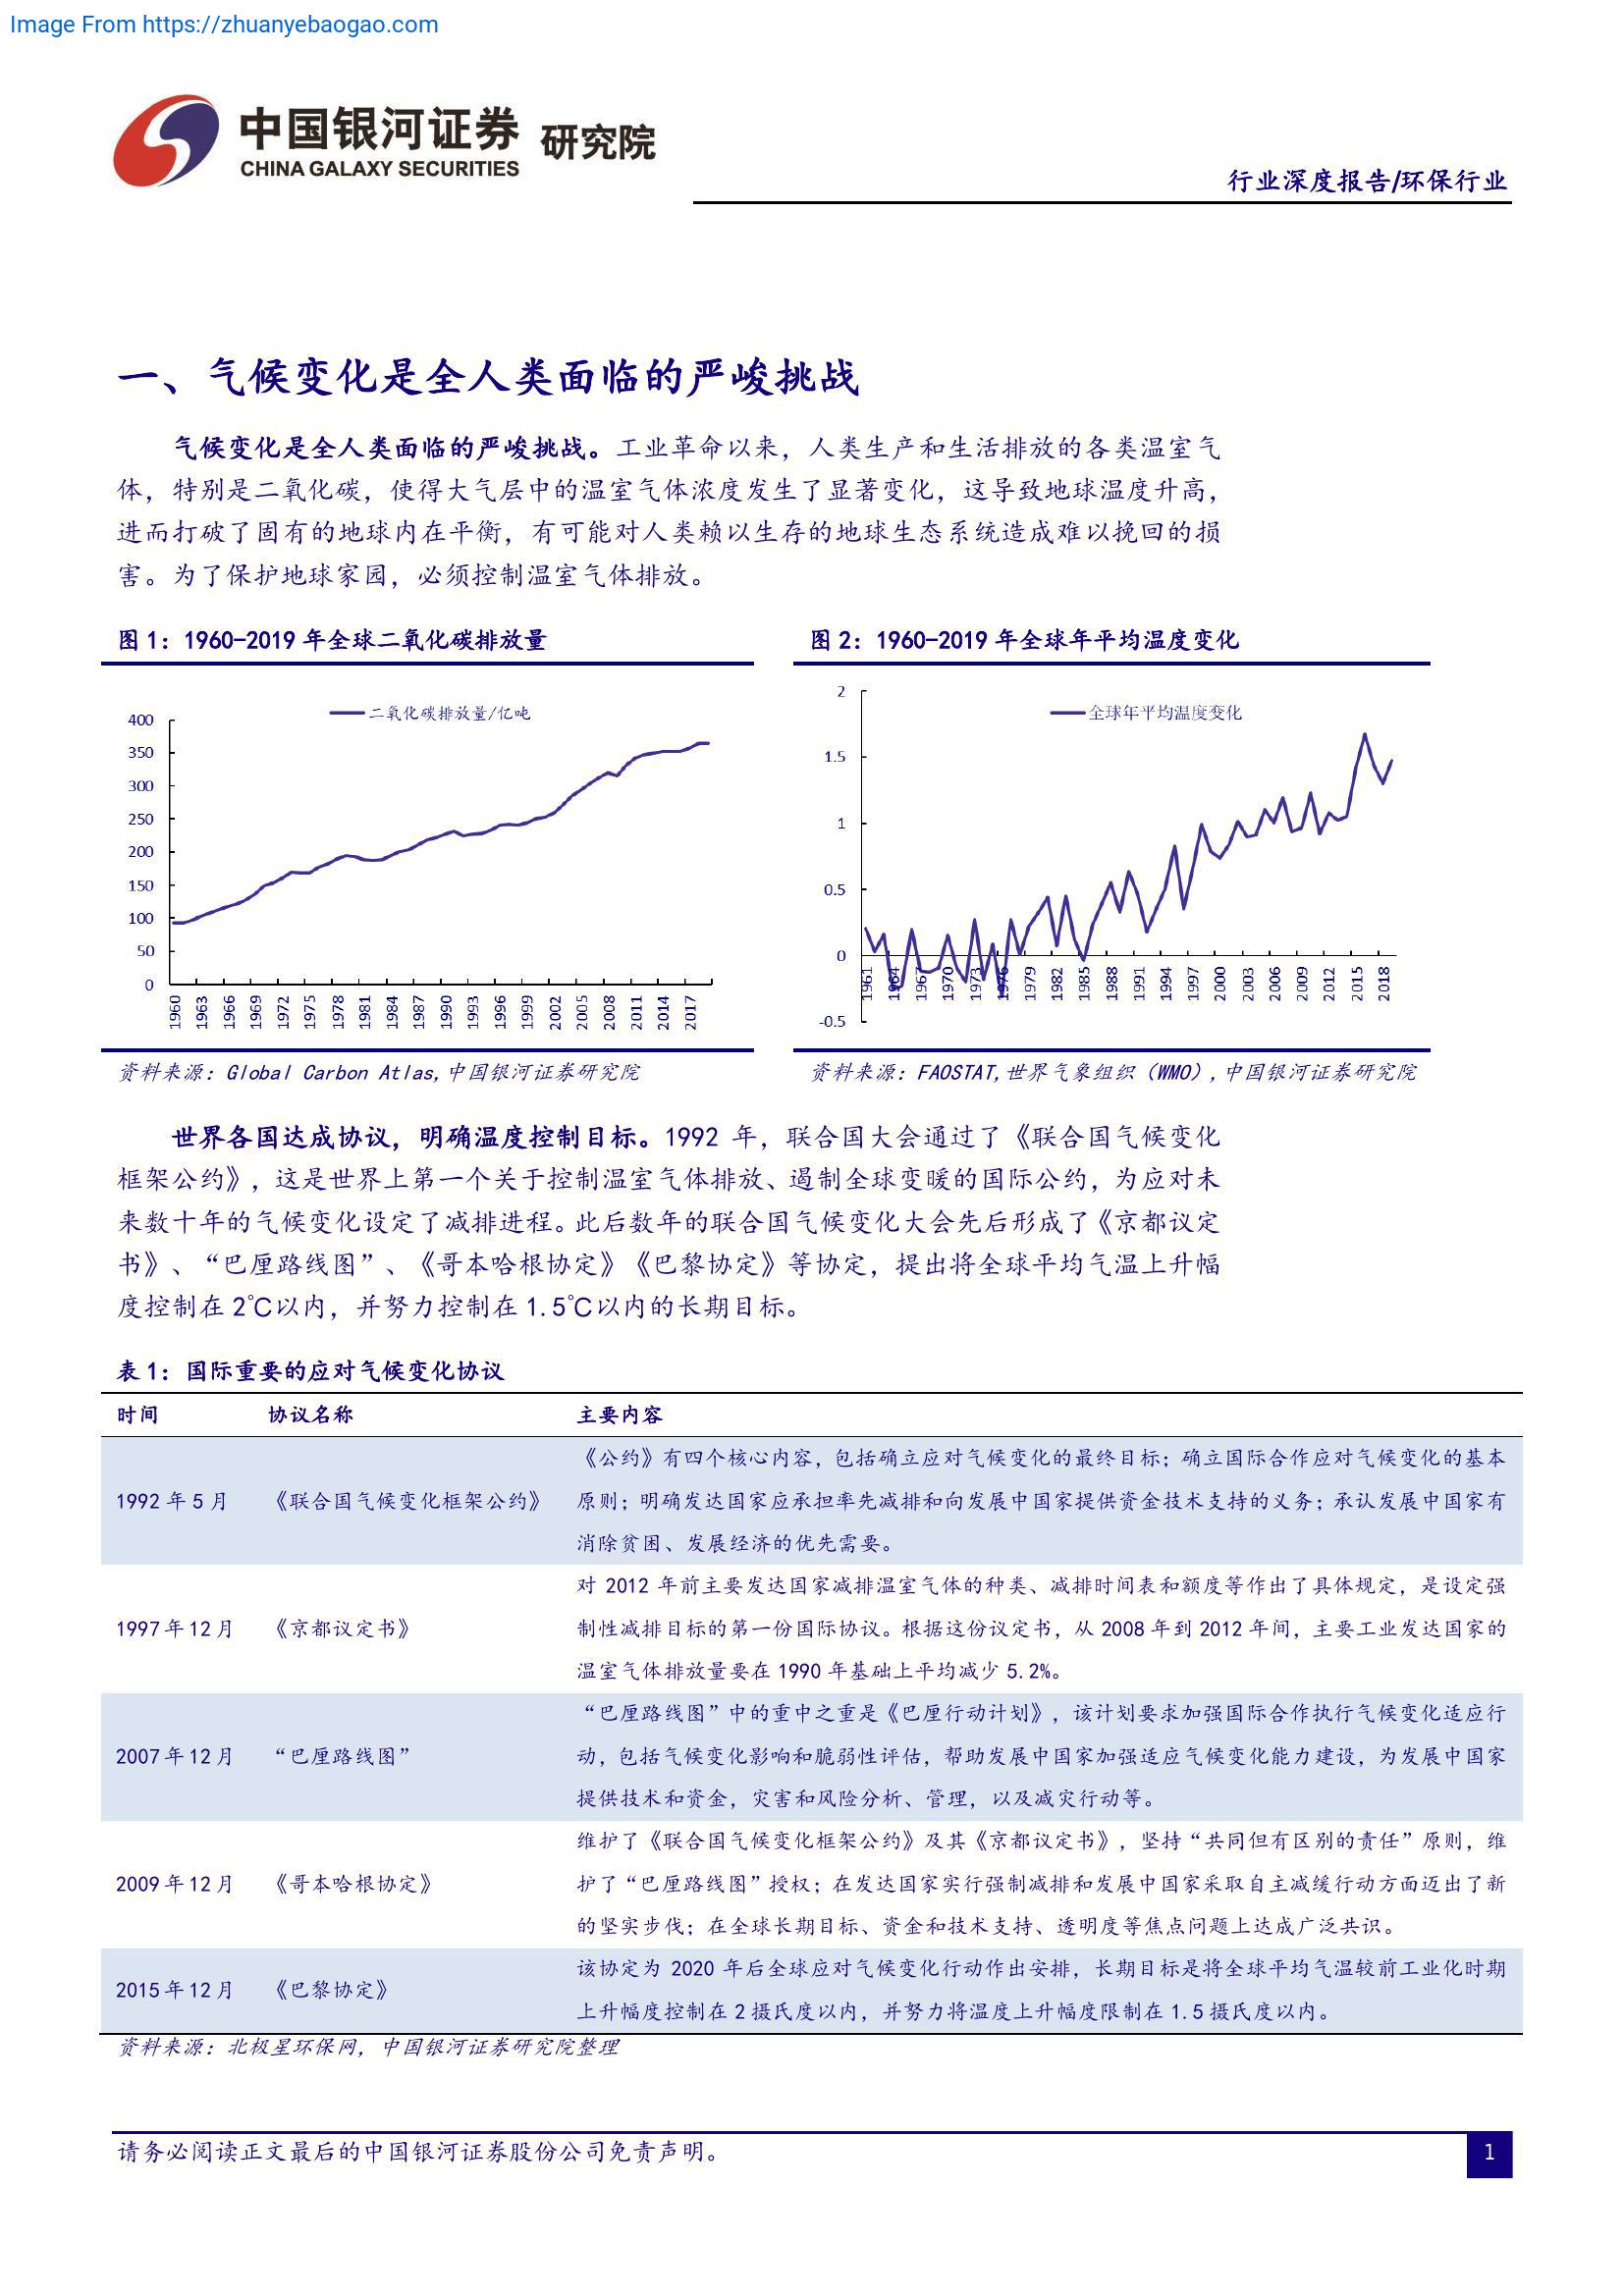 Image From https://zhuanyebaogao.com
中国银河证券 研究院
CHINA GALAXY SECURITIES
行业深度报告/环保行业
一、气候变化是全人类面临的严峻挑战
气候变化是全人类面临的严峻挑战。工业革命以来，人类生产和生活排放的各类温室气
体，特别是二氧化碳，使得大气层中的温室气体浓度发生了显著变化，这导致地球温度升高，
进而打破了固有的地球内在平衡，有可能对人类赖以生存的地球生态系统造成难以挽回的损
害。为了保护地球家园，必须控制温室气体排放。
图 1：1960-2019 年全球二氧化碳排放量
二氧化碳排放量/亿吨
400
350
300
250
200
150
100
50
0
1960 1963 1966 1969 1972 1975 1978 1981 1984 1987 1990 1993 1996 1999 2002 2005 2008 2011 2014 2017
资料来源：Global Carbon Atlas,中国银河证券研究院
图 2：1960-2019 年全球年平均温度变化
全球年平均温度变化
2
1.5
1
0.5
0
-0.5
1961 1964 1967 1970 1973 1976 1979 1982 1985 1988 1991 1994 1997 2000 2003 2006 2009 2012 2015 2018
资料来源：FAOSTAT,世界气象组织（WMO）,中国银河证券研究院
世界各国达成协议，明确温度控制目标。1992 年，联合国大会通过了《联合国气候变化
框架公约》，这是世界上第一个关于控制温室气体排放、遏制全球变暖的国际公约，为应对未
来数十年的气候变化设定了减排进程。此后数年的联合国气候变化大会先后形成了《京都议定
书》、“巴厘路线图”、《哥本哈根协定》《巴黎协定》等协定，提出将全球平均气温上升幅
度控制在 2℃以内，并努力控制在 1.5℃以内的长期目标。
表 1：国际重要的应对气候变化协议
时间 协议名称 主要内容
《公约》有四个核心内容，包括确立应对气候变化的最终目标；确立国际合作应对气候变化的基本
1992 年 5 月 《联合国气候变化框架公约》 原则；明确发达国家应承担率先减排和向发展中国家提供资金技术支持的义务；承认发展中国家有
消除贫困、发展经济的优先需要。
对 2012 年前主要发达国家减排温室气体的种类、减排时间表和额度等作出了具体规定，是设定强
1997 年 12 月 《京都议定书》 制性减排目标的第一份国际协议。根据这份议定书，从 2008 年到 2012 年间，主要工业发达国家的
温室气体排放量要在 1990 年基础上平均减少 5.2%。
“巴厘路线图”中的重中之重是《巴厘行动计划》，该计划要求加强国际合作执行气候变化适应行
2007 年 12 月 “巴厘路线图” 动，包括气候变化影响和脆弱性评估，帮助发展中国家加强适应气候变化能力建设，为发展中国家
提供技术和资金，灾害和风险分析、管理，以及减灾行动等。
维护了《联合国气候变化框架公约》及其《京都议定书》，坚持“共同但有区别的责任”原则，维
2009 年 12 月 《哥本哈根协定》 护了“巴厘路线图”授权；在发达国家实行强制减排和发展中国家采取自主减缓行动方面迈出了新
的坚实步伐；在全球长期目标、资金和技术支持、透明度等焦点问题上达成广泛共识。
该协定为 2020 年后全球应对气候变化行动作出安排，长期目标是将全球平均气温较前工业化时期
2015 年 12 月 《巴黎协定》 上升幅度控制在 2 摄氏度以内，并努力将温度上升幅度限制在 1.5 摄氏度以内。
资料来源：北极星环保网，中国银河证券研究院整理
请务必阅读正文最后的中国银河证券股份公司免责声明。
1